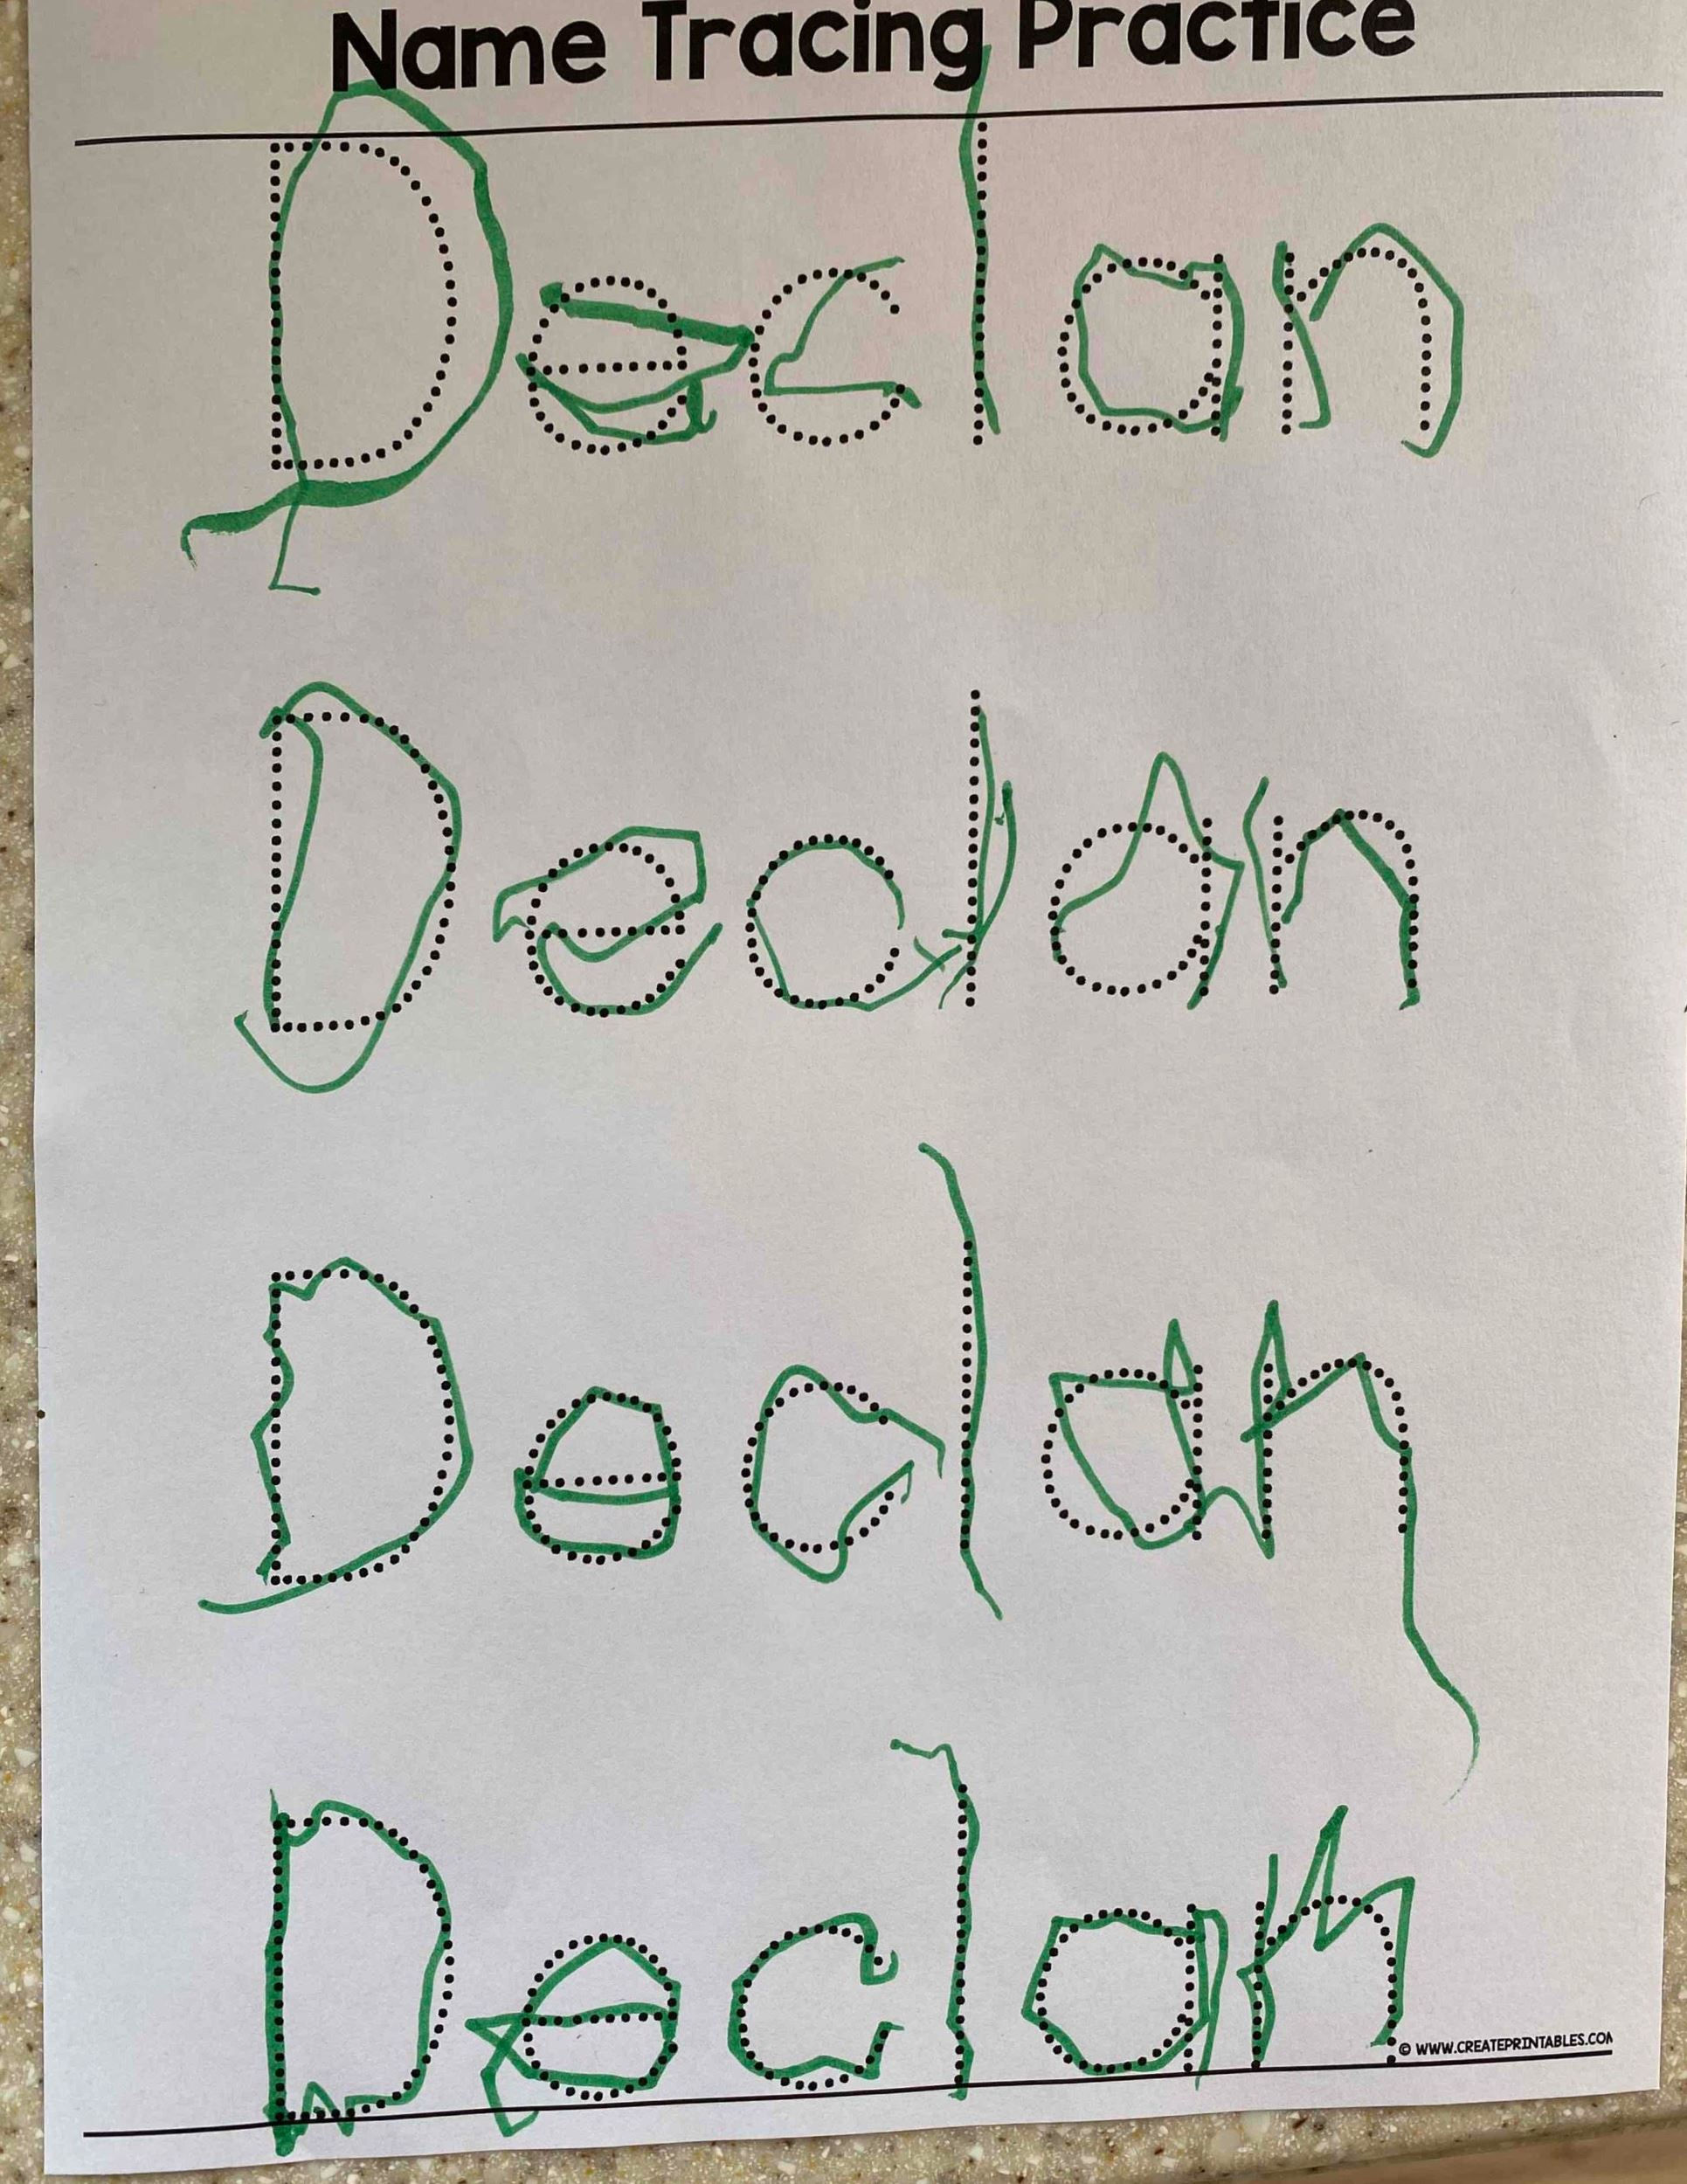 Name Tracing Practice
Declan
Declan
Declan
Declan
© WWW.CREATEPRINTABLES.COM